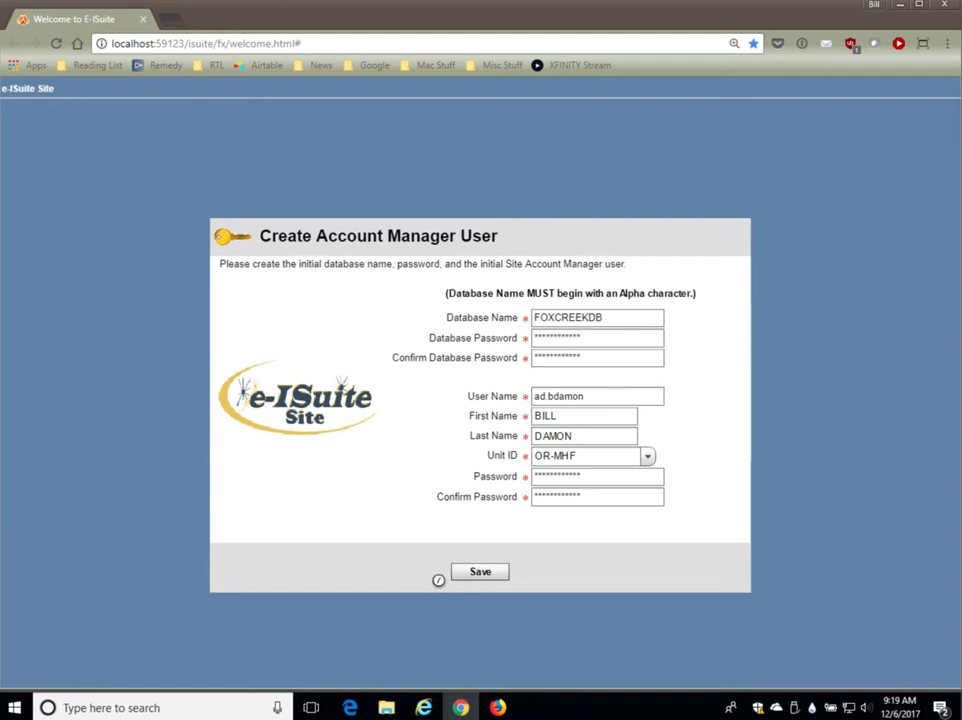 Bill
Welcome to E-ISuite
localhost:59123/isuite/fx/welcome.html#
Apps Reading List Remedy RTL Airtable News Google Mac Stuff Misc Stuff XFINITY Stream
e-ISuite Site
Create Account Manager User
Please create the initial database name, password, and the initial Site Account Manager user.
(Database Name MUST begin with an Alpha character.)
Database Name * FOXCREEKDB
Database Password * ************
Confirm Database Password * ************
e-ISuite
Site
User Name * ad.bdamon
First Name * BILL
Last Name * DAMON
Unit ID * OR-MHF
Password * ************
Confirm Password * ************
Save
Type here to search
9:19 AM
12/6/2017
2